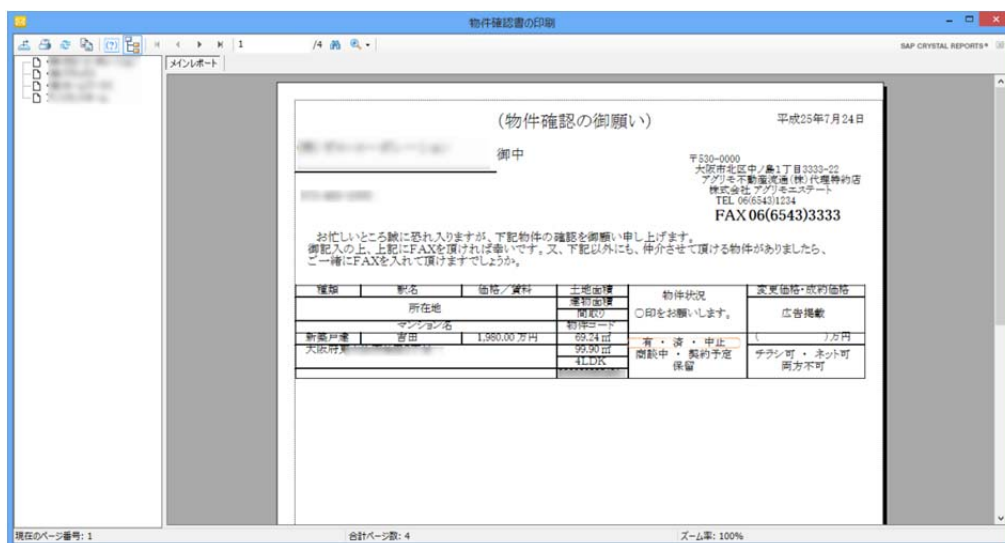 物件確認書の印刷
1 /4
SAP CRYSTAL REPORTS®
メインレポート
(物件確認の御願い)
平成25年7月24日
御中
〒530-0000
大阪市北区中ノ島1丁目3333-22
アグリモ不動産流通(株)代理特約店
株式会社 アグリモエステート
TEL 06(6543)1234
FAX 06(6543)3333
お忙しいところ誠に恐れ入りますが、下記物件の確認を御願い申し上げます。
御記入の上、上記にFAXを頂ければ幸いです。又、下記以外にも、仲介させて頂ける物件がありましたら、
ご一緒にFAXを入れて頂けますでしょうか。
種類 駅名 価格/賃料 土地面積 物件状況 変更価格・成約価格
所在地 建物面積
間取り ○印をお願いします。 広告掲載
マンション名 物件コード
新築戸建 吉田 1,980.00万円 69.24㎡ 有・済・中止 ( )万円
大阪府 99.90㎡ 商談中・契約予定 チラシ可・ネット可
4LDK 保留 両方不可
現在のページ番号: 1 合計ページ数: 4 ズーム率: 100%